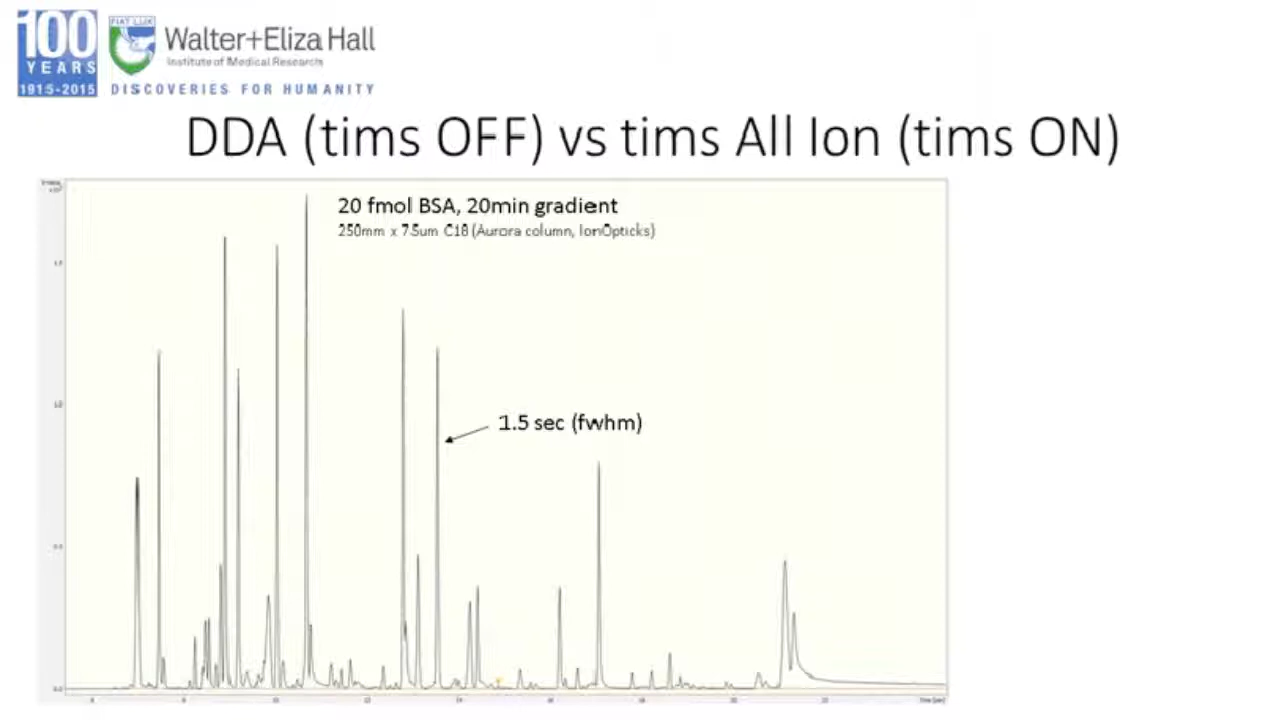 100
YEARS
1915-2015
FIAT LUX
Walter+Eliza Hall
Institute of Medical Research
DISCOVERIES FOR HUMANITY
DDA (tims OFF) vs tims All Ion (tims ON)
20 fmol BSA, 20min gradient
250mm x 75um C18 (Aurora column, IonOpticks)
1.5 sec (fwhm)